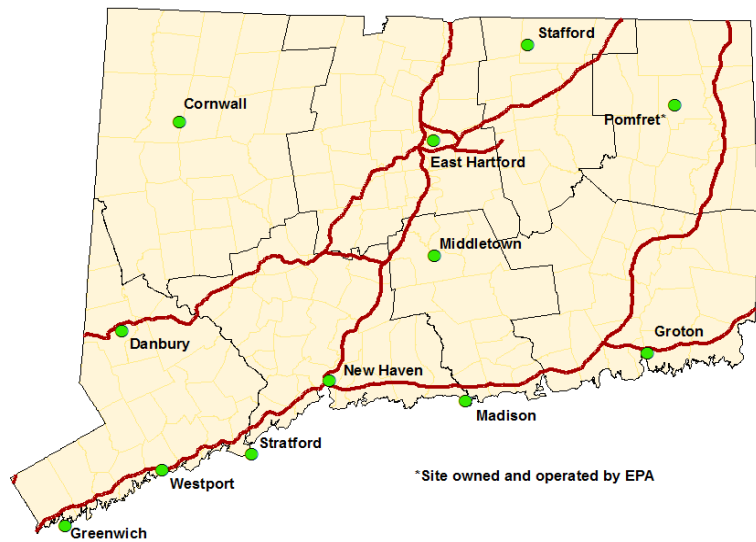 Stafford
Cornwall
Pomfret*
East Hartford
Middletown
Danbury
Groton
New Haven
Madison
Stratford
*Site owned and operated by EPA
Westport
Greenwich